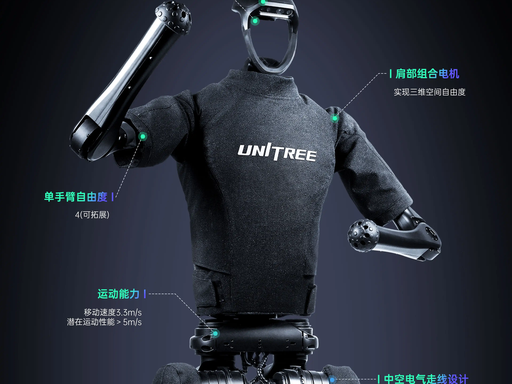 肩部组合电机
实现三维空间自由度
UNITREE
单手臂自由度
4(可拓展)
运动能力
移动速度3.3m/s
潜在运动性能 > 5m/s
中空电气走线设计